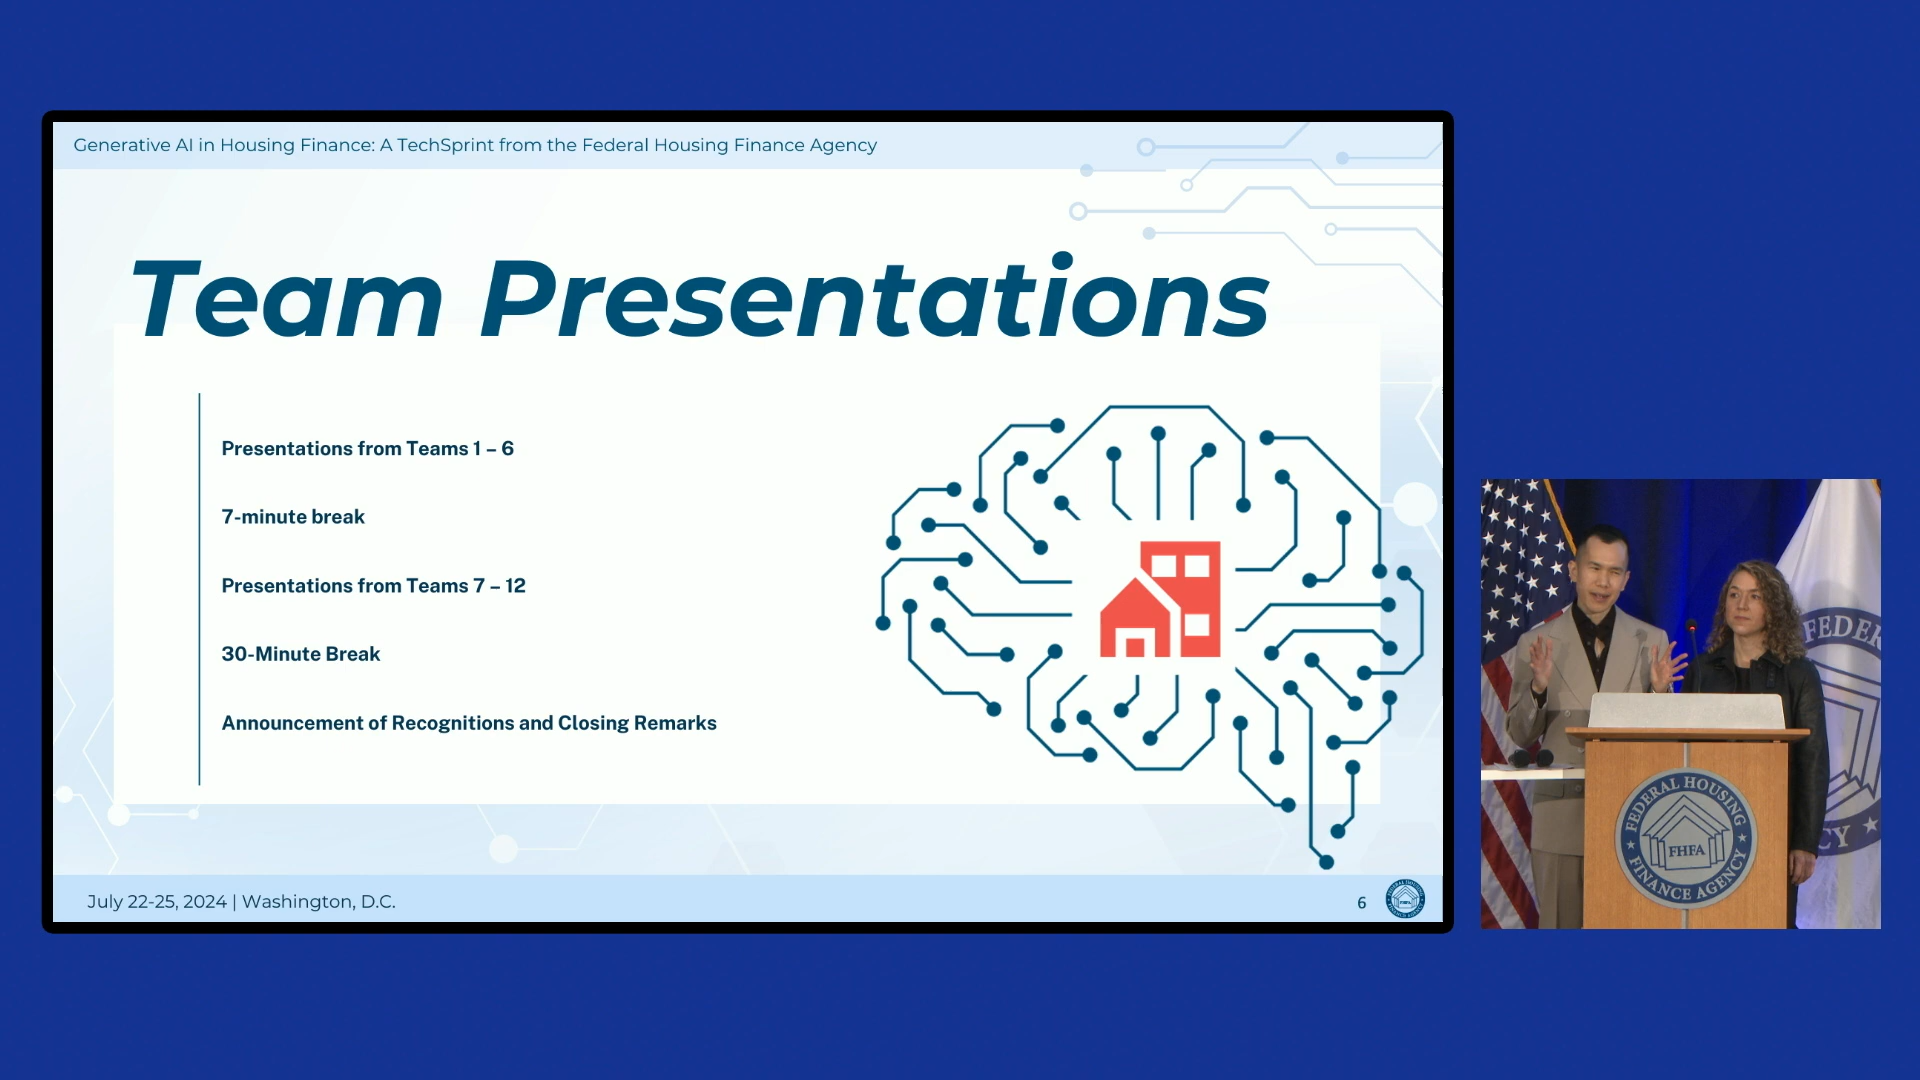 Generative AI in Housing Finance: A TechSprint from the Federal Housing Finance Agency
Team Presentations
Presentations from Teams 1 – 6
7-minute break
Presentations from Teams 7 – 12
30-Minute Break
Announcement of Recognitions and Closing Remarks
July 22-25, 2024 | Washington, D.C.
6
FEDERAL HOUSING
FINANCE AGENCY
FHFA